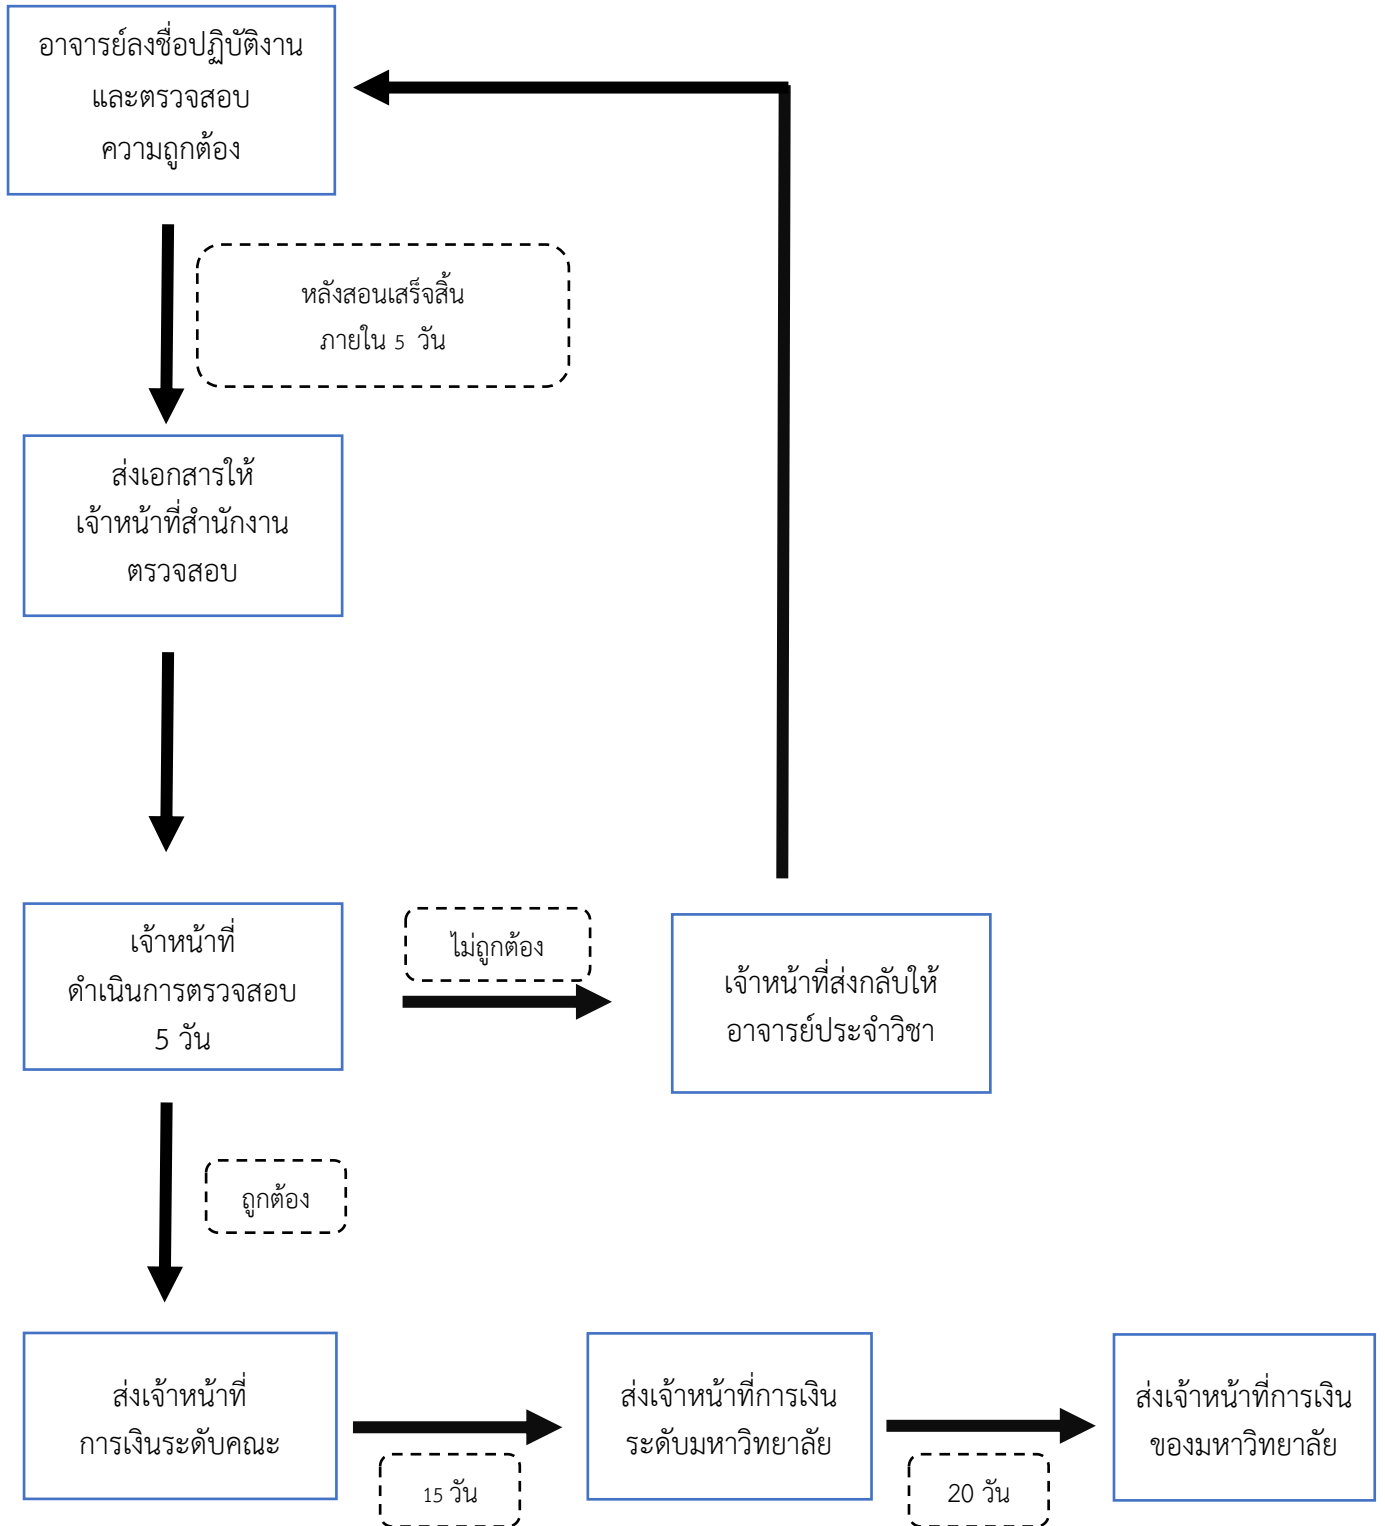 อาจารย์ลงชื่อปฏิบัติงาน
และตรวจสอบ
ความถูกต้อง
หลังสอนเสร็จสิ้น
ภายใน 5 วัน
ส่งเอกสารให้
เจ้าหน้าที่สำนักงาน
ตรวจสอบ
เจ้าหน้าที่
ดำเนินการตรวจสอบ
5 วัน
ไม่ถูกต้อง
เจ้าหน้าที่ส่งกลับให้
อาจารย์ประจำวิชา
ถูกต้อง
ส่งเจ้าหน้าที่
การเงินระดับคณะ
15 วัน
ส่งเจ้าหน้าที่การเงิน
ระดับมหาวิทยาลัย
20 วัน
ส่งเจ้าหน้าที่การเงิน
ของมหาวิทยาลัย